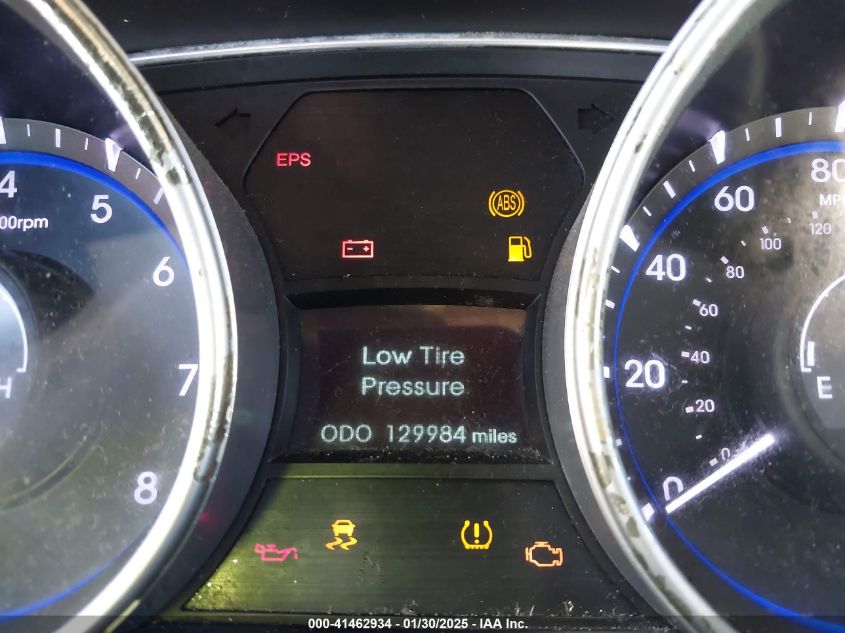 EPS
ABS
4
5
6
7
8
00rpm
H
Low Tire
Pressure
ODO 129984 miles
80
60
40
20
0
MP
120
100
80
60
40
20
0
E
000-41462934 - 01/30/2025 - IAA Inc.